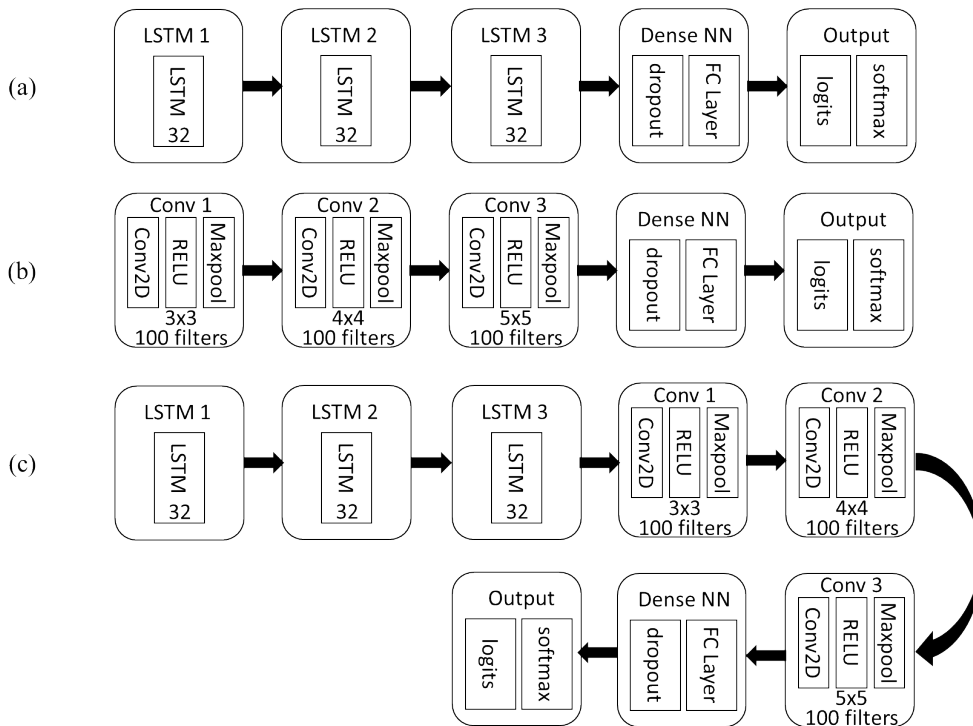 (a)
LSTM 1
LSTM
32
LSTM 2
LSTM
32
LSTM 3
LSTM
32
Dense NN
dropout
FC Layer
Output
logits
softmax
(b)
Conv 1
Conv2D
RELU
Maxpool
3x3
100 filters
Conv 2
Conv2D
RELU
Maxpool
4x4
100 filters
Conv 3
Conv2D
RELU
Maxpool
5x5
100 filters
Dense NN
dropout
FC Layer
Output
logits
softmax
(c)
LSTM 1
LSTM
32
LSTM 2
LSTM
32
LSTM 3
LSTM
32
Conv 1
Conv2D
RELU
Maxpool
3x3
100 filters
Conv 2
Conv2D
RELU
Maxpool
4x4
100 filters
Conv 3
Conv2D
RELU
Maxpool
5x5
100 filters
Dense NN
dropout
FC Layer
Output
logits
softmax